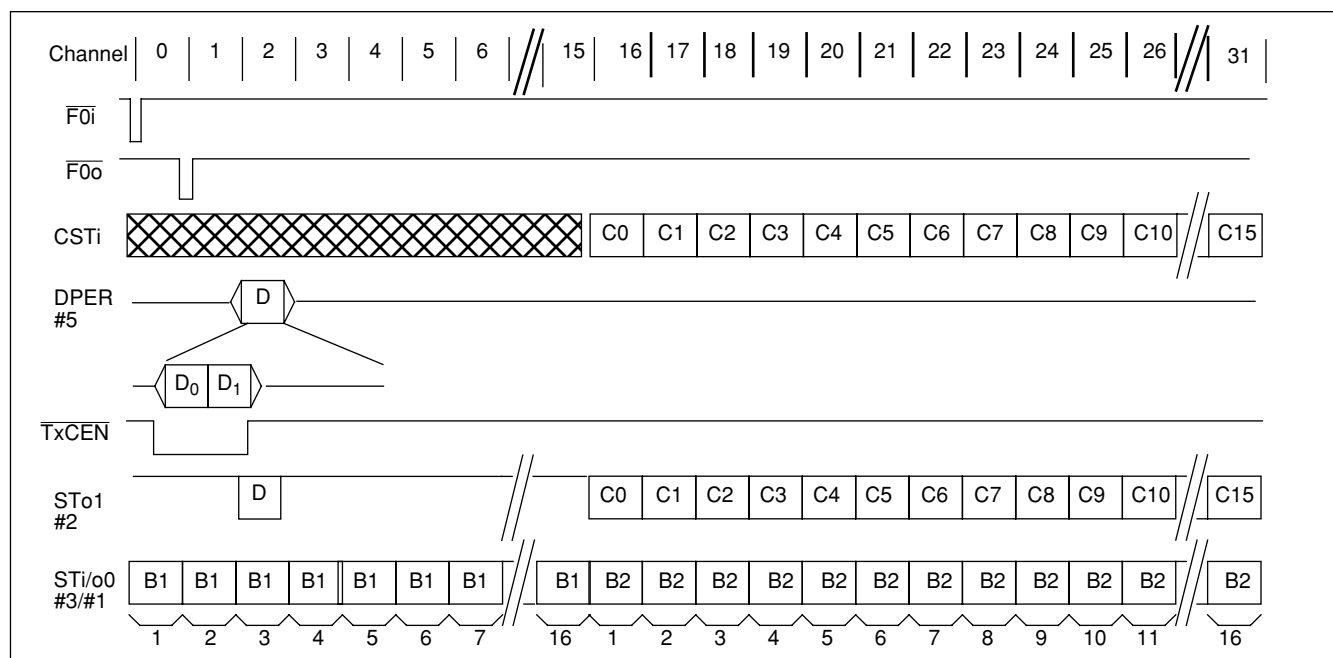 Channel 0 1 2 3 4 5 6 15 16 17 18 19 20 21 22 23 24 25 26 31
F0i
F0o
CSTi C0 C1 C2 C3 C4 C5 C6 C7 C8 C9 C10 C15
DPER D
#5
D0 D1
TxCEN
STo1 D C0 C1 C2 C3 C4 C5 C6 C7 C8 C9 C10 C15
#2
STi/o0 B1 B1 B1 B1 B1 B1 B1 B1 B2 B2 B2 B2 B2 B2 B2 B2 B2 B2 B2 B2
#3/#1
1 2 3 4 5 6 7 16 1 2 3 4 5 6 7 8 9 10 11 16